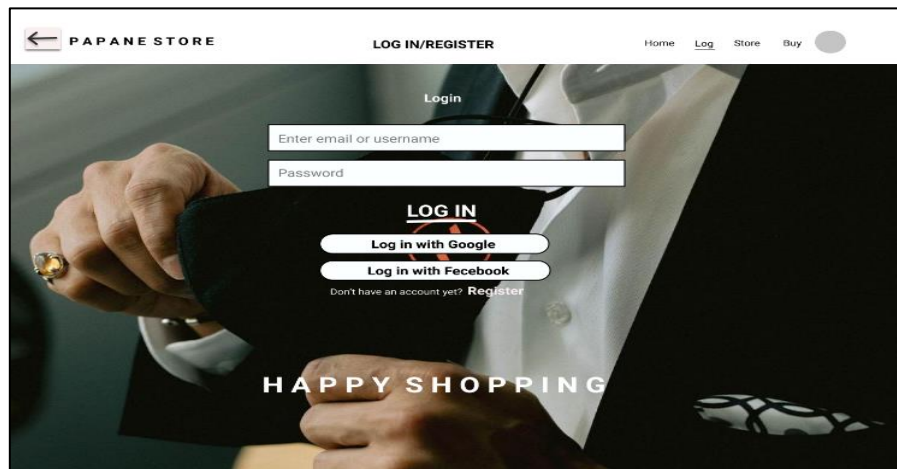 PAPANE STORE
LOG IN/REGISTER
Home Log Store Buy
Login
Enter email or username
Password
LOG IN
Log in with Google
Log in with Fecebook
Don't have an account yet? Register
HAPPY SHOPPING